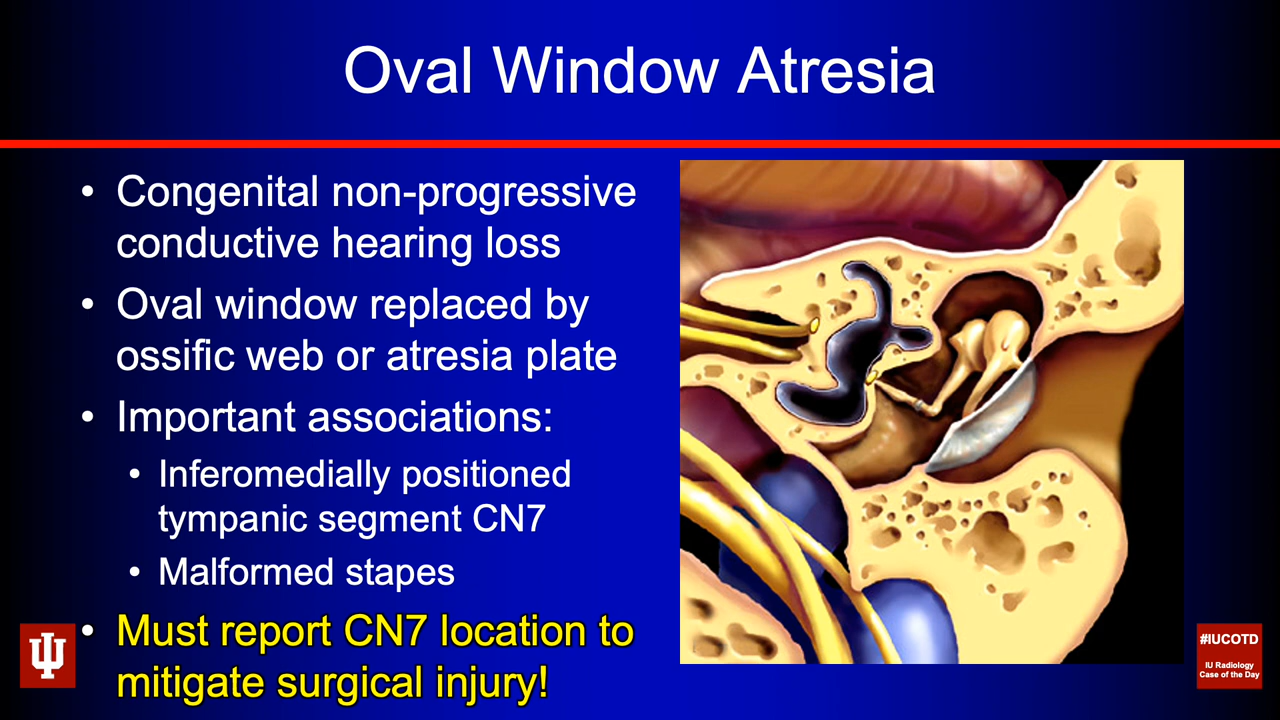 Oval Window Atresia
• Congenital non-progressive
conductive hearing loss
• Oval window replaced by
ossific web or atresia plate
• Important associations:
• Inferomedially positioned
tympanic segment CN7
• Malformed stapes
• Must report CN7 location to
mitigate surgical injury!
#IUCOTD
IU Radiology
Case of the Day